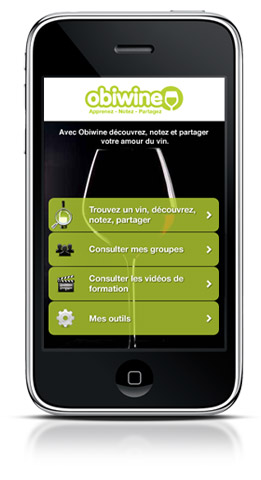 obiwine
Apprenez - Notez - Partagez
Avec Obiwine découvrez, notez et partager
votre amour du vin.
Trouvez un vin, découvrez,
notez, partager
Consulter mes groupes
Consulter les vidéos de
formation
Mes outils